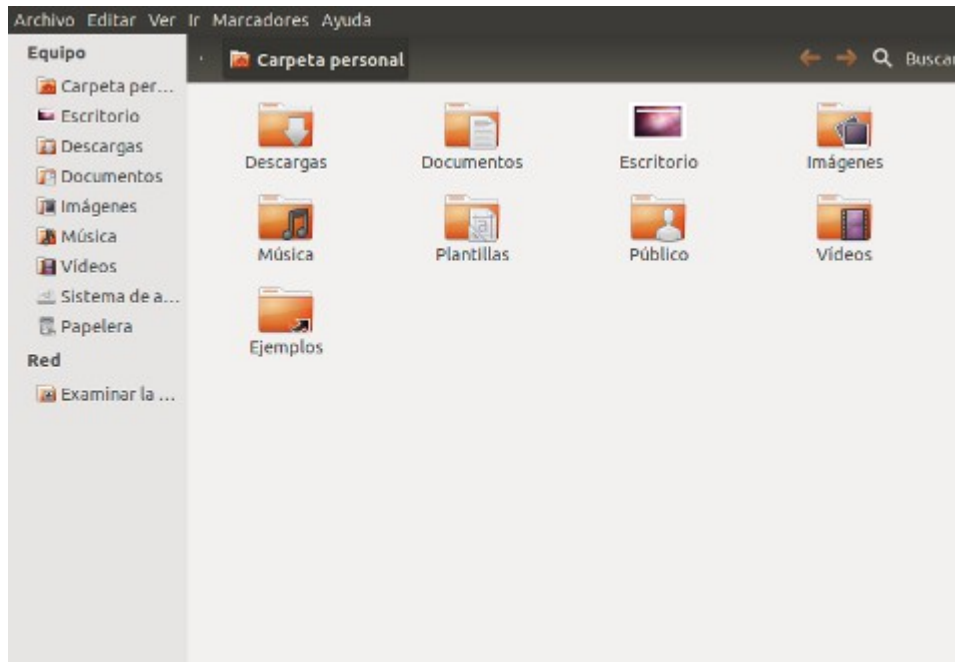 Archivo Editar Ver Ir Marcadores Ayuda
Equipo
Carpeta per...
Escritorio
Descargas
Documentos
Imágenes
Música
Vídeos
Sistema de a...
Papelera
Red
Examinar la ...
Carpeta personal
Buscar
Descargas Documentos Escritorio Imágenes
Música Plantillas Público Vídeos
Ejemplos